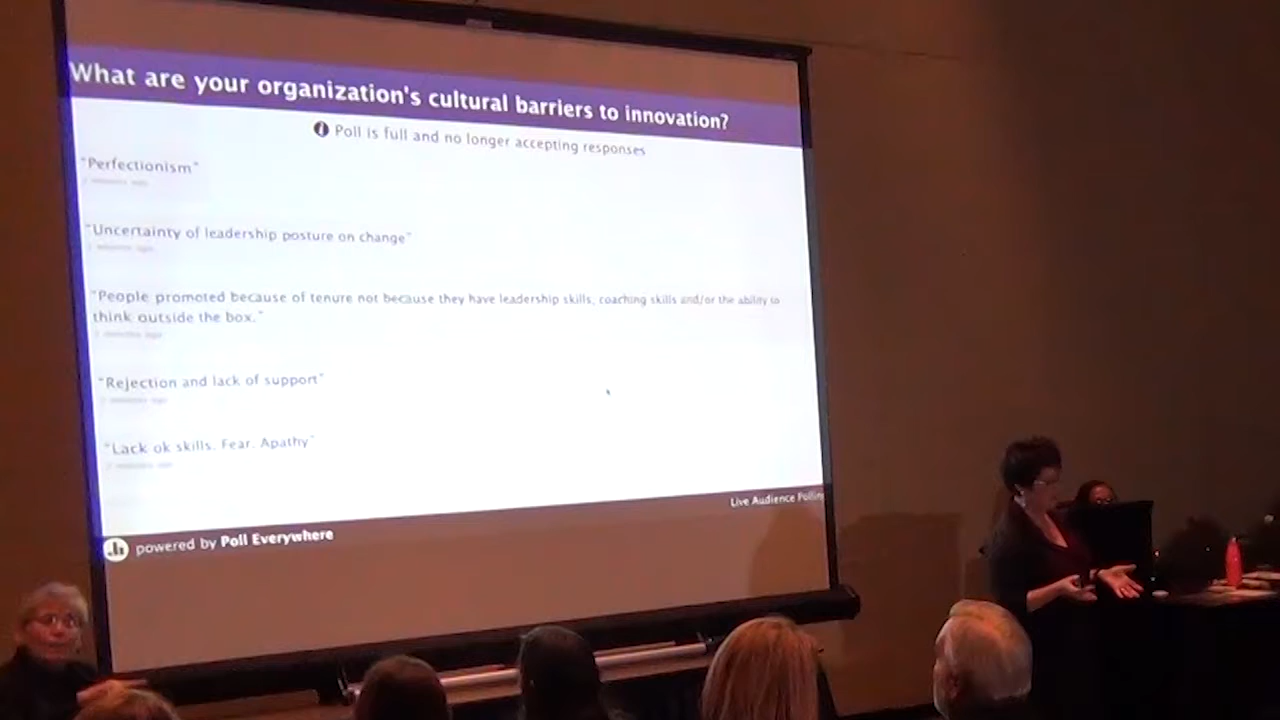 What are your organization's cultural barriers to innovation?
Poll is full and no longer accepting responses
"Perfectionism"
"Uncertainty of leadership posture on change"
"People promoted because of tenure not because they have leadership skills, coaching skills and/or the ability to
think outside the box."
"Rejection and lack of support"
"Lack ok skills. Fear. Apathy"
Live Audience Polling
powered by Poll Everywhere